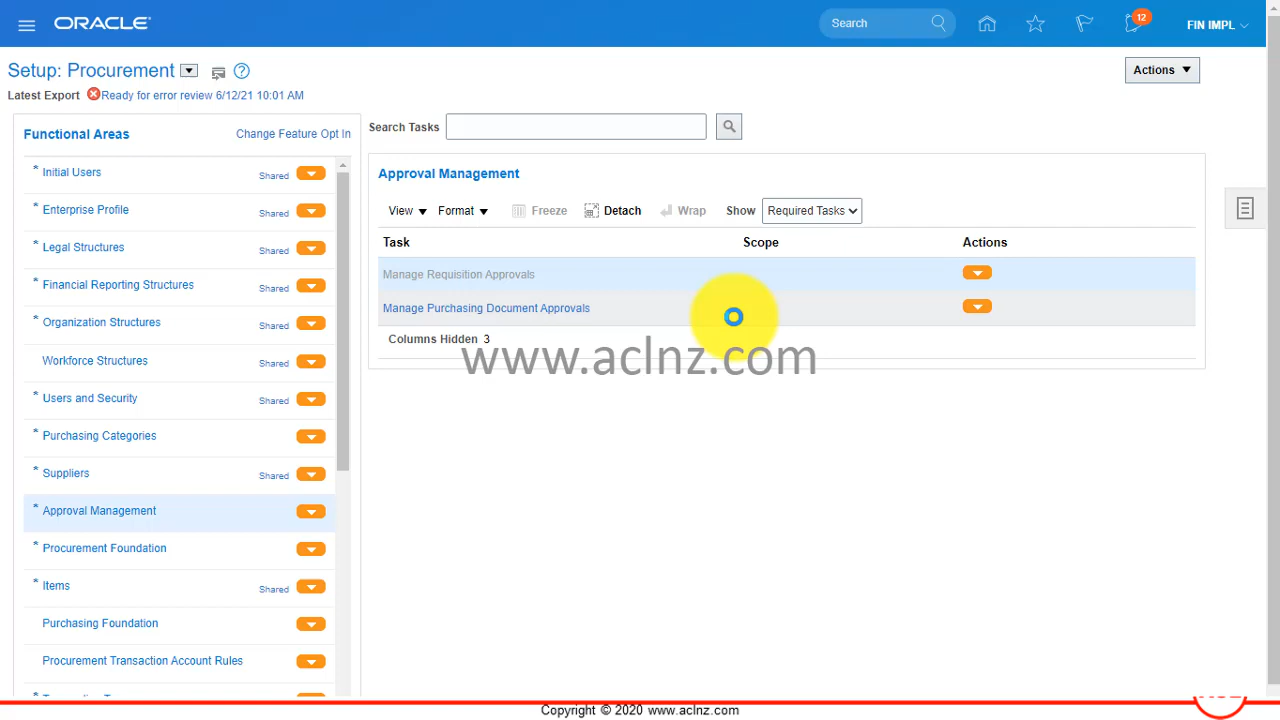 ORACLE
Search
12
FIN IMPL
Setup: Procurement
Actions
Latest Export Ready for error review 6/12/21 10:01 AM
Functional Areas
Change Feature Opt In
* Initial Users Shared
* Enterprise Profile Shared
* Legal Structures Shared
* Financial Reporting Structures Shared
* Organization Structures Shared
Workforce Structures Shared
* Users and Security Shared
* Purchasing Categories
* Suppliers Shared
* Approval Management
* Procurement Foundation
* Items Shared
Purchasing Foundation
Procurement Transaction Account Rules
Search Tasks
Approval Management
View Format Freeze Detach Wrap Show Required Tasks
Task Scope Actions
Manage Requisition Approvals
Manage Purchasing Document Approvals
Columns Hidden 3
www.aclnz.com
Copyright © 2020 www.aclnz.com